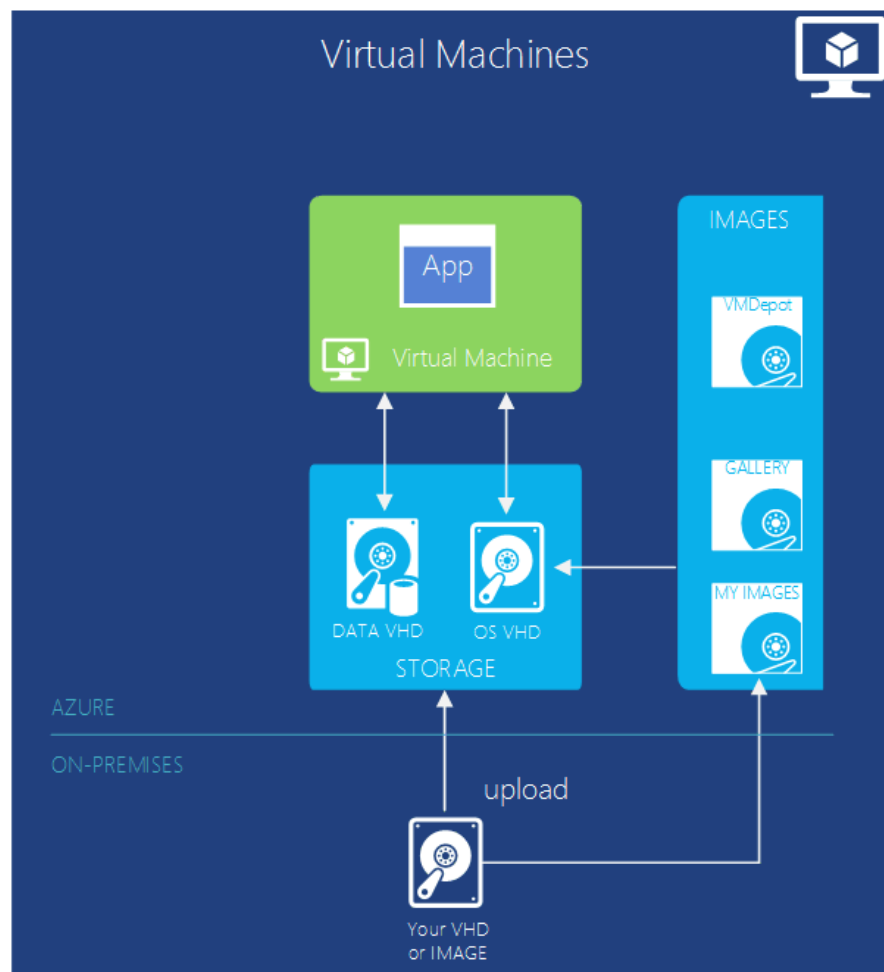 Virtual Machines
App
Virtual Machine
IMAGES
VMDepot
GALLERY
MY IMAGES
DATA VHD
OS VHD
STORAGE
AZURE
ON-PREMISES
upload
Your VHD
or IMAGE